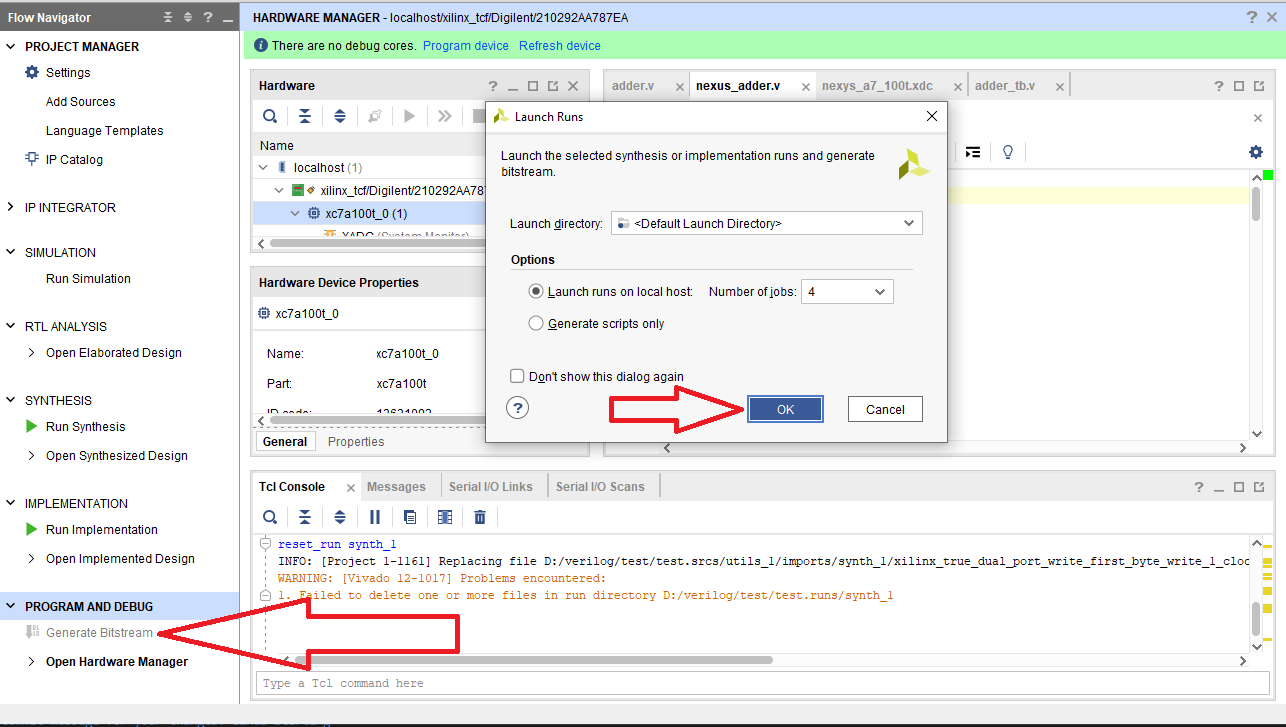 Flow Navigator
HARDWARE MANAGER - localhost/xilinx_tcf/Digilent/210292AA787EA
There are no debug cores. Program device Refresh device
PROJECT MANAGER
Settings
Add Sources
Language Templates
IP Catalog
IP INTEGRATOR
SIMULATION
Run Simulation
RTL ANALYSIS
Open Elaborated Design
SYNTHESIS
Run Synthesis
Open Synthesized Design
IMPLEMENTATION
Run Implementation
Open Implemented Design
PROGRAM AND DEBUG
Generate Bitstream
Open Hardware Manager
Hardware
Name
localhost (1)
xilinx_tcf/Digilent/210292AA787
xc7a100t_0 (1)
XADC (System Monitor)
Hardware Device Properties
xc7a100t_0
Name: xc7a100t_0
Part: xc7a100t
ID code: 13631093
General Properties
adder.v nexus_adder.v nexys_a7_100t.xdc adder_tb.v
Launch Runs
Launch the selected synthesis or implementation runs and generate
bitstream.
Launch directory: <Default Launch Directory>
Options
Launch runs on local host: Number of jobs: 4
Generate scripts only
Don't show this dialog again
OK Cancel
Tcl Console Messages Serial I/O Links Serial I/O Scans
reset_run synth_1
INFO: [Project 1-1161] Replacing file D:/verilog/test/test.srcs/utils_1/imports/synth_1/xilinx_true_dual_port_write_first_byte_write_1_cloc
WARNING: [Vivado 12-1017] Problems encountered:
1. Failed to delete one or more files in run directory D:/verilog/test/test.runs/synth_1
Type a Tcl command here